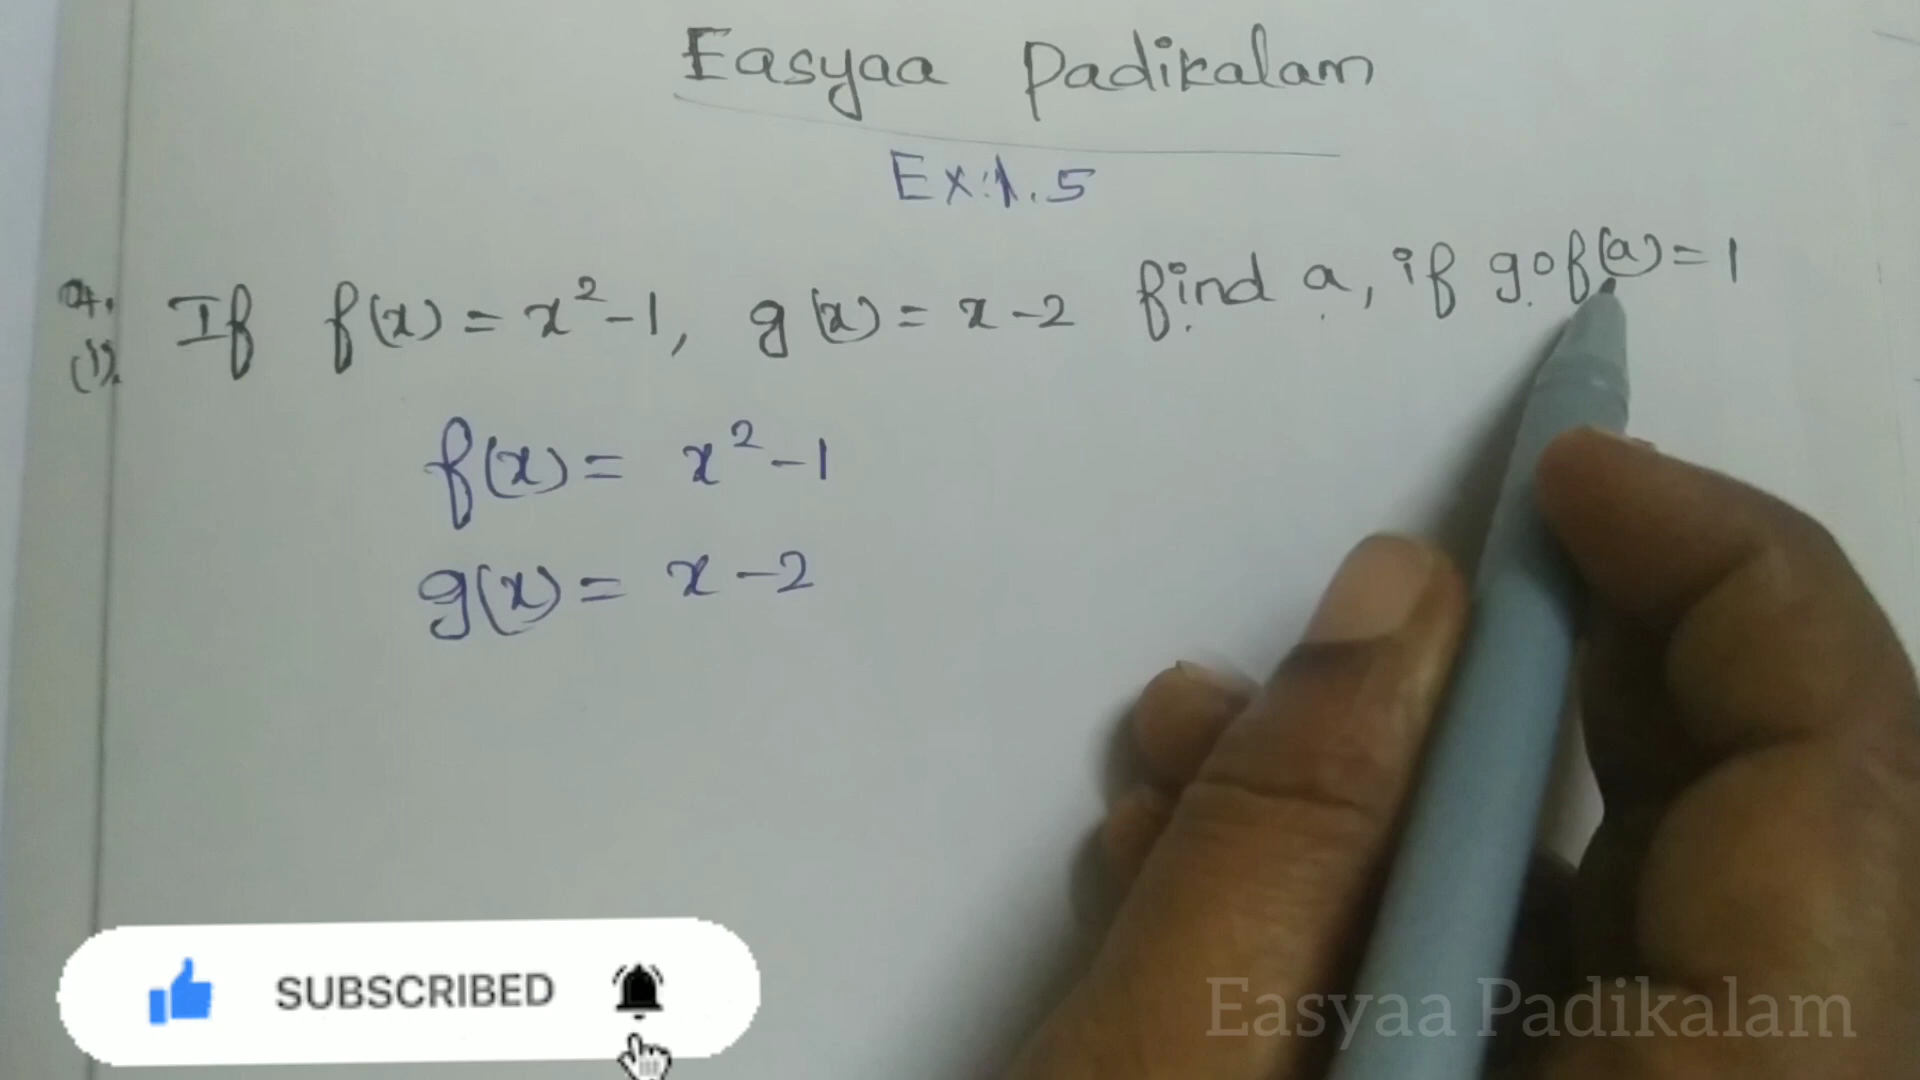 Easyaa Padikalam
Ex:1.5
4. If f(x) = x²-1, g(x) = x-2 find a, if gof(a)=1
(i).
f(x) = x²-1
g(x) = x-2
SUBSCRIBED
Easyaa Padikalam